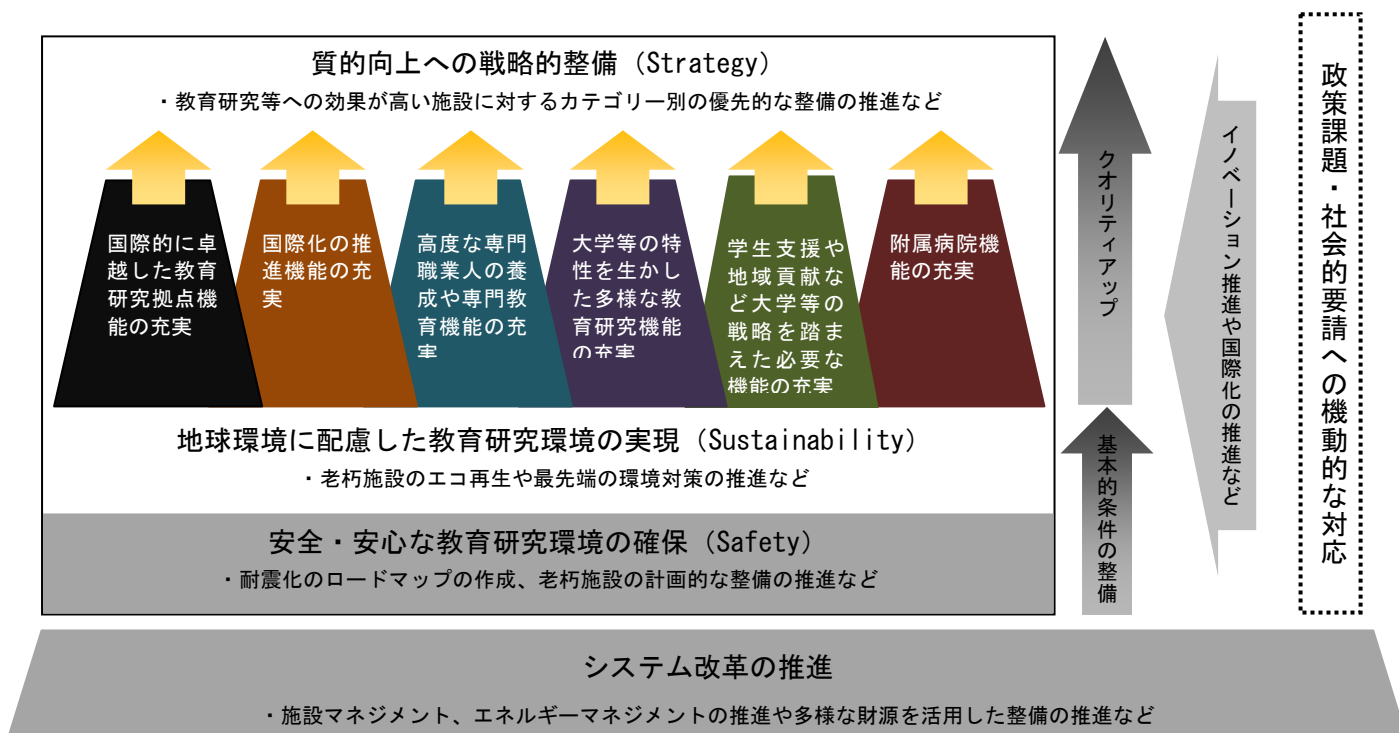 質的向上への戦略的整備（Strategy）
・教育研究等への効果が高い施設に対するカテゴリー別の優先的な整備の推進など
国際的に卓
越した教育
研究拠点機
能の充実
国際化の推
進機能の充
実
高度な専門
職業人の養
成や専門教
育機能の充
実
大学等の特
性を生かし
た多様な教
育研究機能
の充実
学生支援や
地域貢献な
ど大学等の
戦略を踏ま
えた必要な
機能の充実
附属病院機
能の充実
地球環境に配慮した教育研究環境の実現（Sustainability）
・老朽施設のエコ再生や最先端の環境対策の推進など
安全・安心な教育研究環境の確保（Safety）
・耐震化のロードマップの作成、老朽施設の計画的な整備の推進など
クオリティアップ
基本的条件の整備
イノベーション推進や国際化の推進など
政策課題・社会的要請への機動的な対応
システム改革の推進
・施設マネジメント、エネルギーマネジメントの推進や多様な財源を活用した整備の推進など